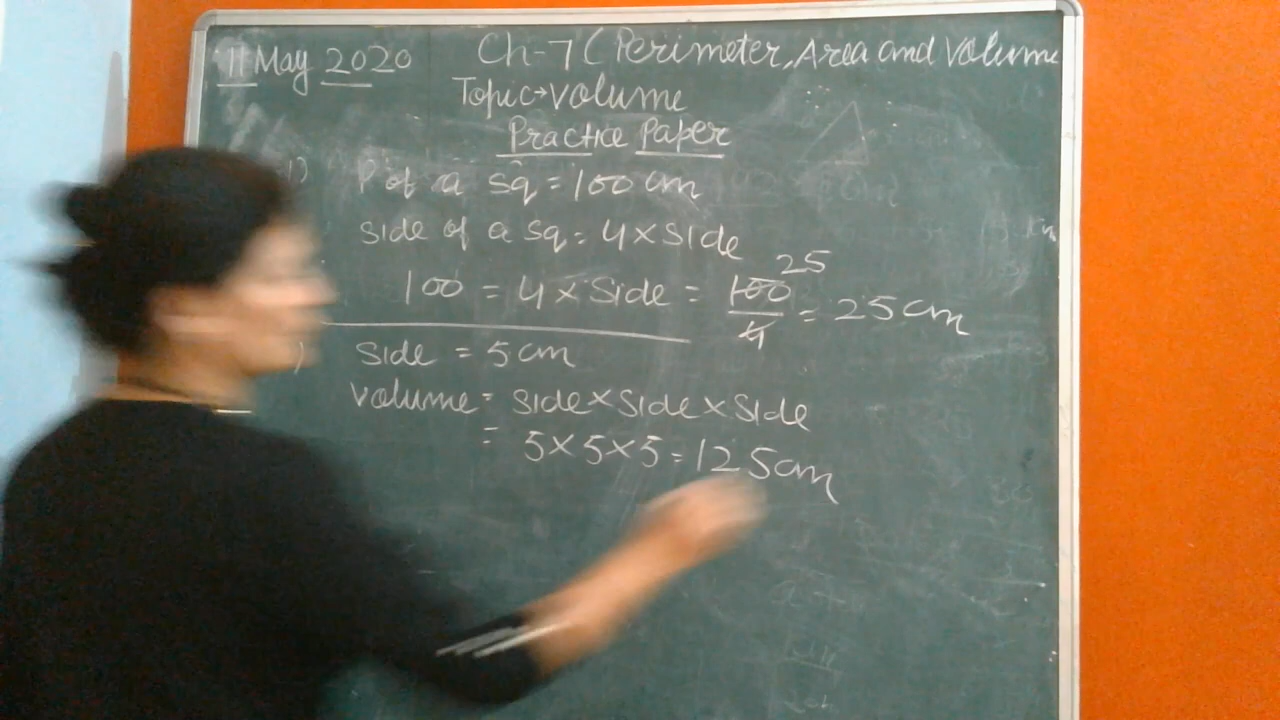 11 May 2020 Ch-7 (Perimeter, Area and Volume
Topic→Volume
Practice Paper
1) P of a sq = 100 cm
side of a sq = 4 × side
100 = 4 × Side = 100/4 25 = 25 cm
) side = 5 cm
volume = side × side × side
= 5 × 5 × 5 = 125 cm